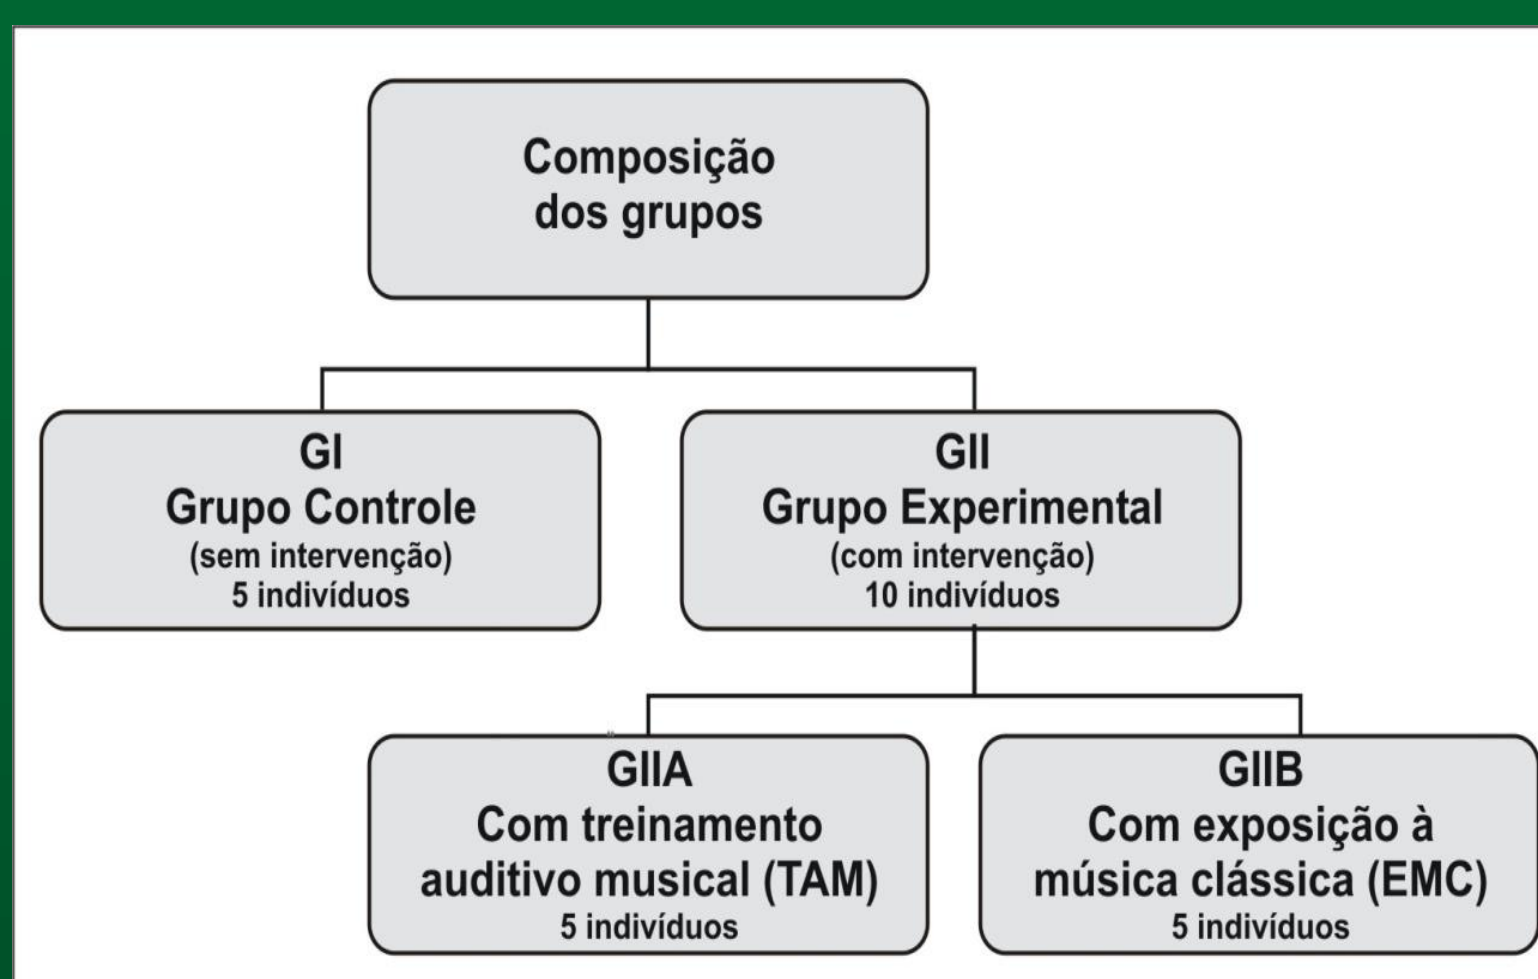 Composição
dos grupos
GI
Grupo Controle
(sem intervenção)
5 indivíduos
GII
Grupo Experimental
(com intervenção)
10 indivíduos
GIIA
Com treinamento
auditivo musical (TAM)
5 indivíduos
GIIB
Com exposição à
música clássica (EMC)
5 indivíduos